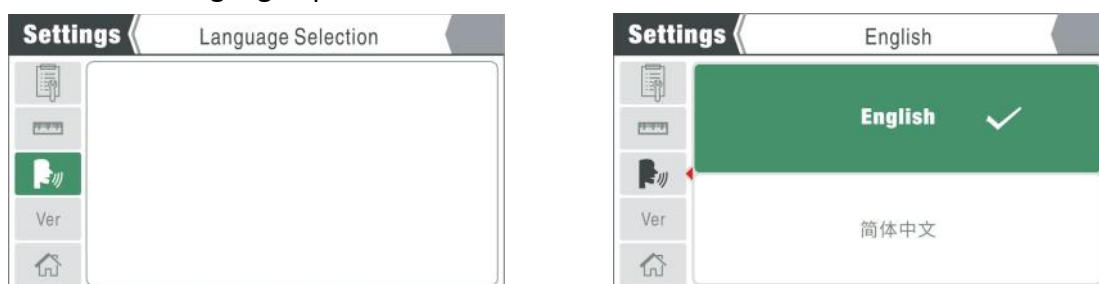 Settings
Language Selection
Ver
Settings
English
English
Ver
简体中文